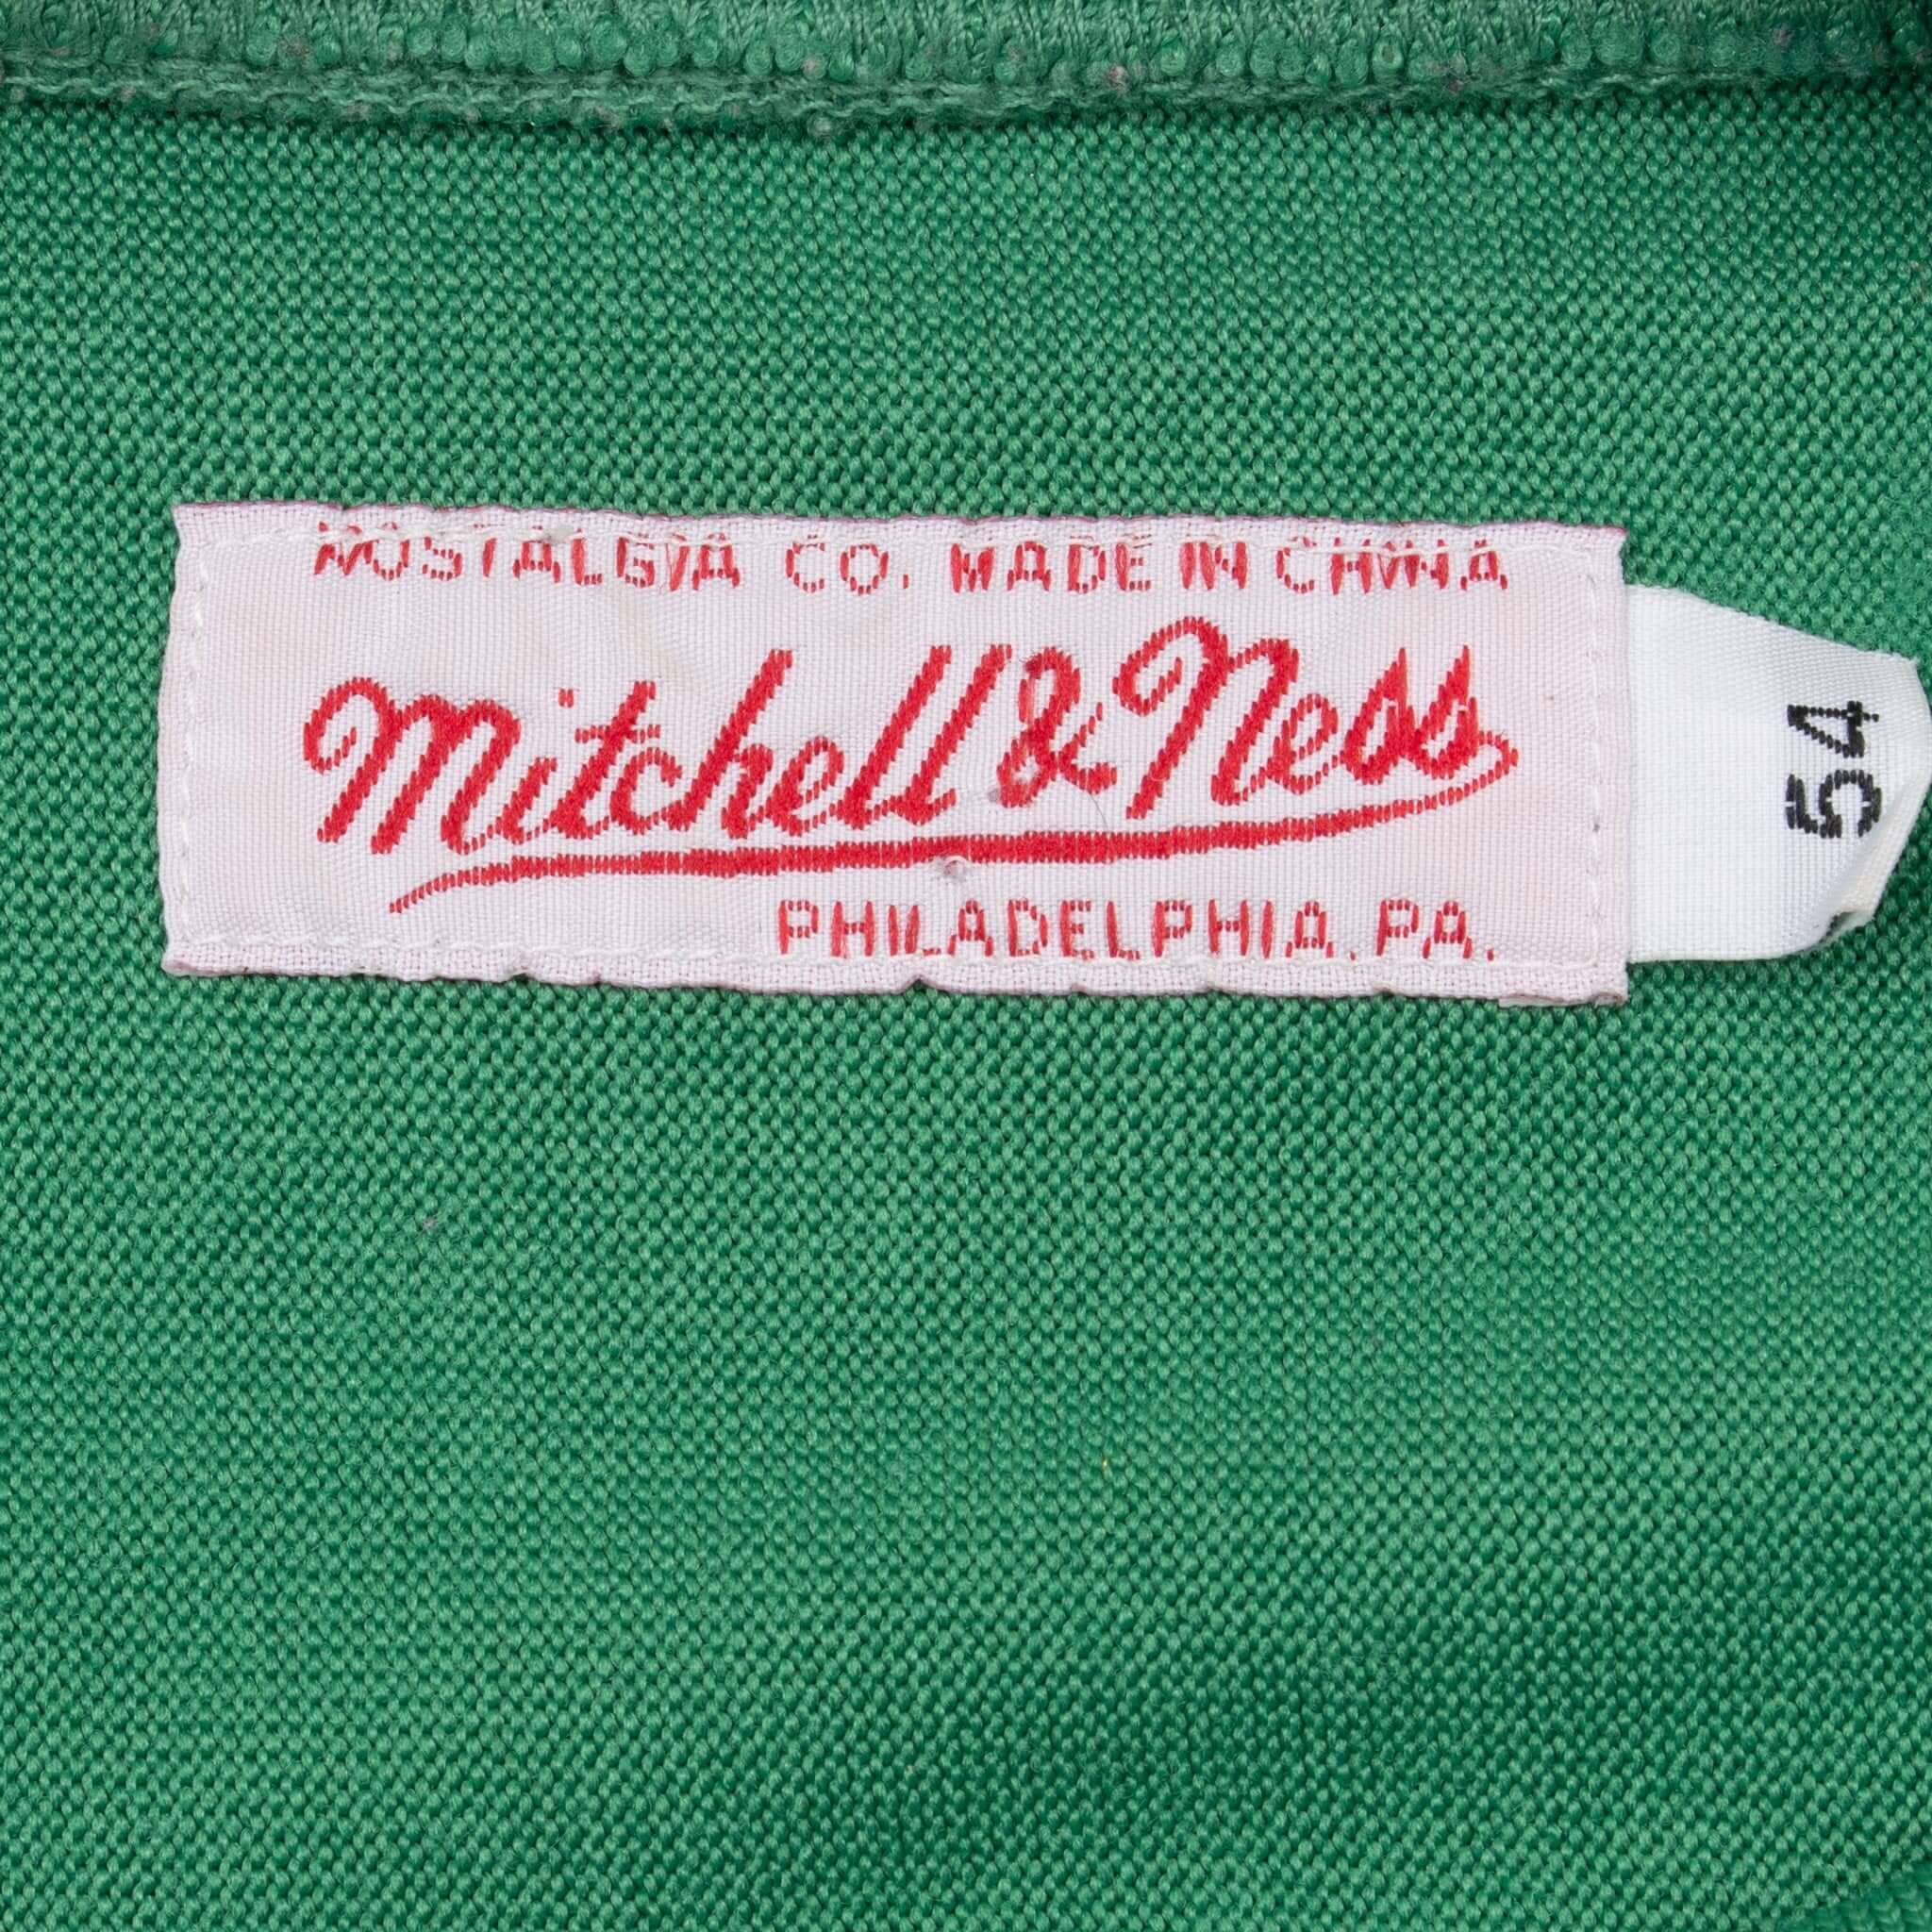 NOSTALGIA CO. MADE IN CHINA
Mitchell & Ness
PHILADELPHIA, PA.
54